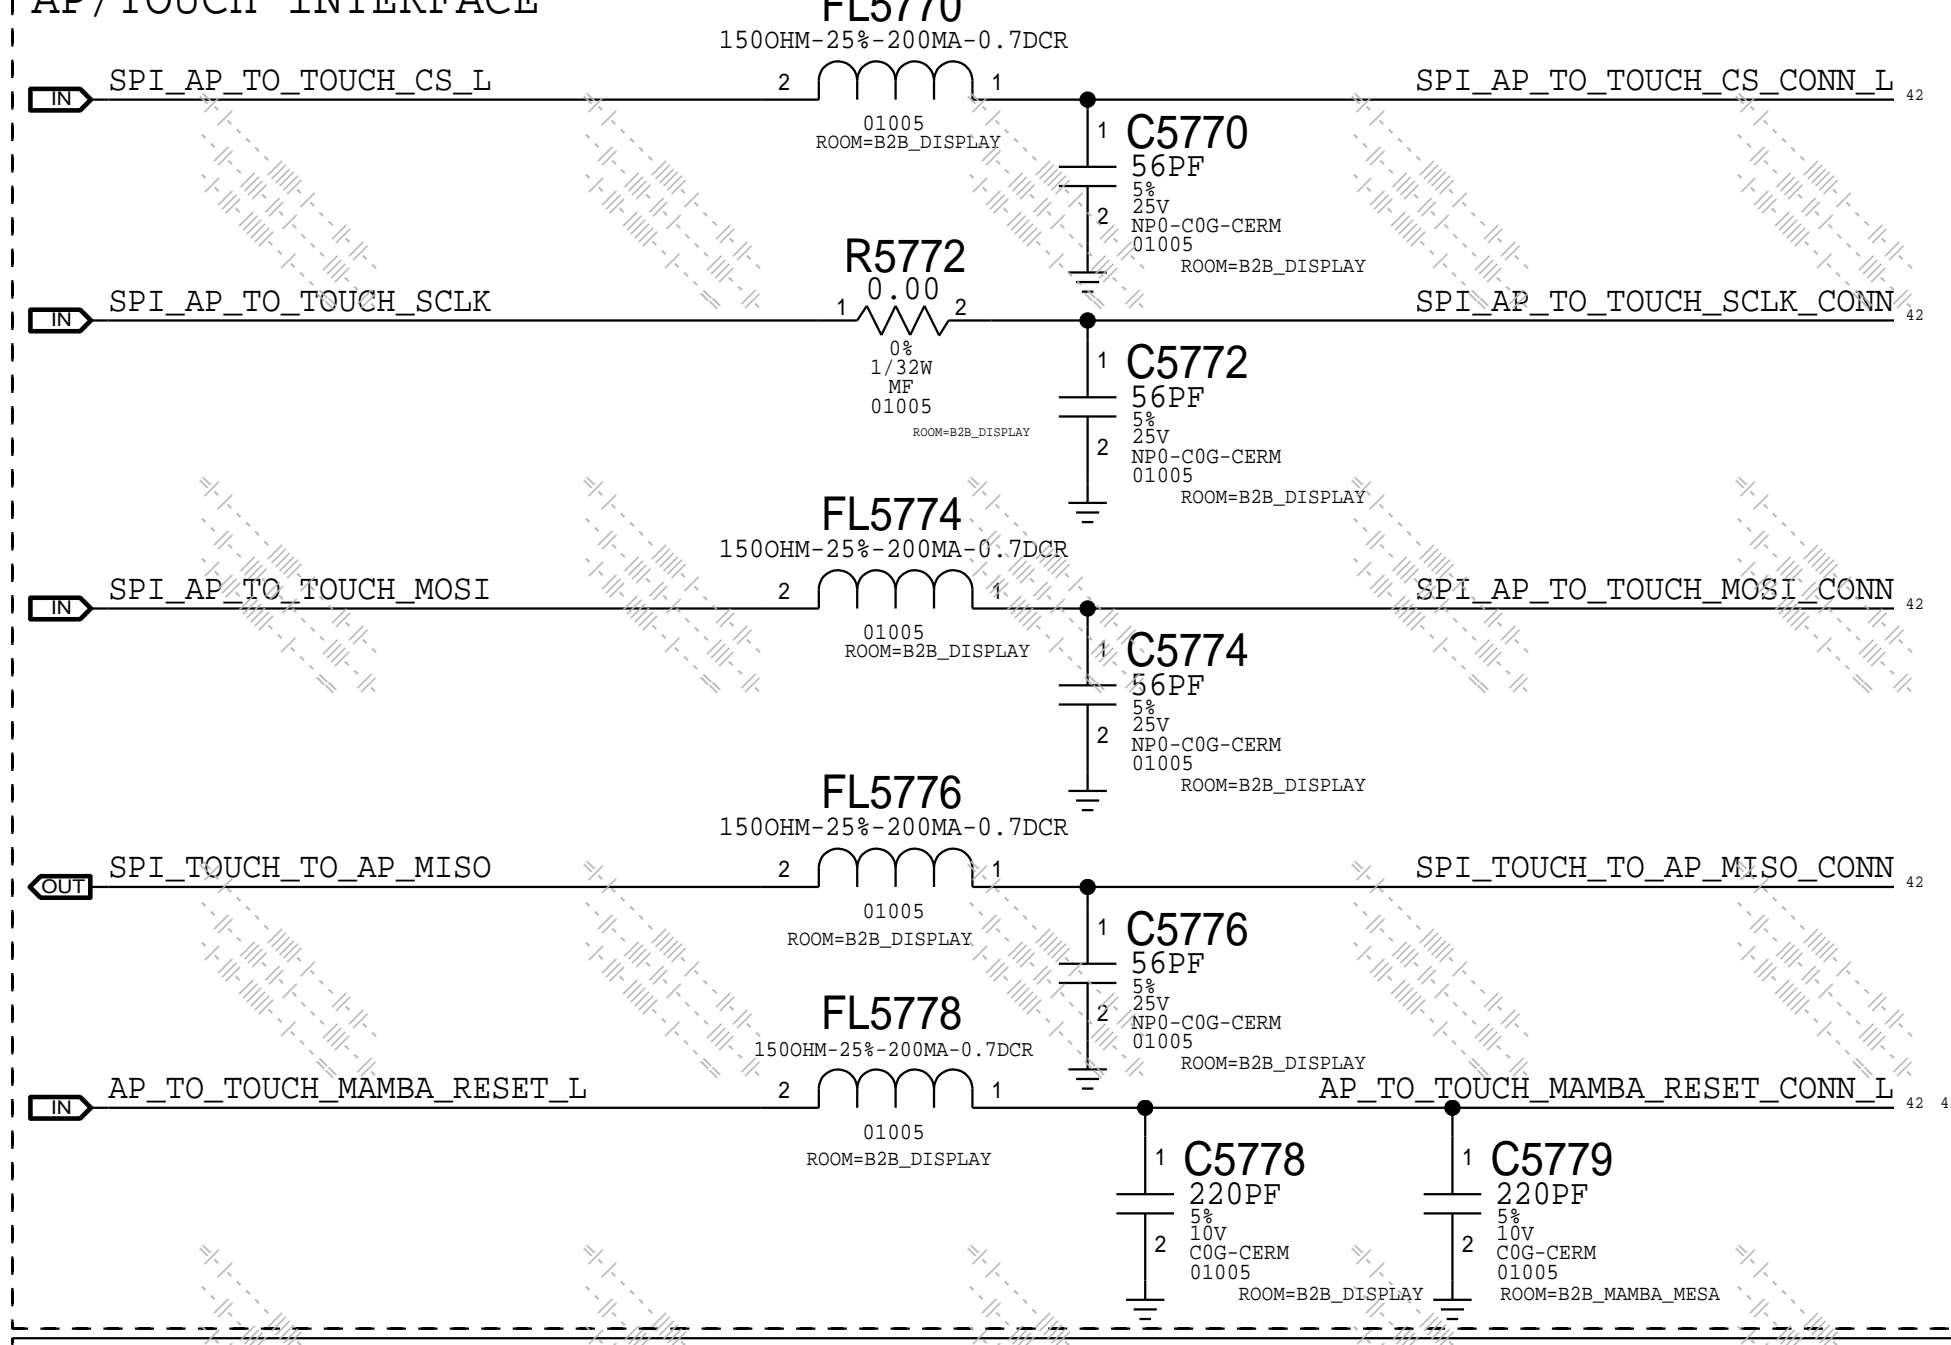 AP/TOUCH INTERFACE
FL5770
150OHM-25%-200MA-0.7DCR
IN SPI_AP_TO_TOUCH_CS_L 2 1 SPI_AP_TO_TOUCH_CS_CONN_L 42
01005
ROOM=B2B_DISPLAY
1 C5770
56PF
5%
25V
2 NP0-C0G-CERM
01005
ROOM=B2B_DISPLAY
R5772
0.00
IN SPI_AP_TO_TOUCH_SCLK 1 2 SPI_AP_TO_TOUCH_SCLK_CONN 42
0%
1/32W
MF
01005
ROOM=B2B_DISPLAY
1 C5772
56PF
5%
25V
2 NP0-C0G-CERM
01005
ROOM=B2B_DISPLAY
FL5774
150OHM-25%-200MA-0.7DCR
IN SPI_AP_TO_TOUCH_MOSI 2 1 SPI_AP_TO_TOUCH_MOSI_CONN 42
01005
ROOM=B2B_DISPLAY
1 C5774
56PF
5%
25V
2 NP0-C0G-CERM
01005
ROOM=B2B_DISPLAY
FL5776
150OHM-25%-200MA-0.7DCR
OUT SPI_TOUCH_TO_AP_MISO 2 1 SPI_TOUCH_TO_AP_MISO_CONN 42
01005
ROOM=B2B_DISPLAY
1 C5776
56PF
5%
25V
2 NP0-C0G-CERM
01005
ROOM=B2B_DISPLAY
FL5778
150OHM-25%-200MA-0.7DCR
IN AP_TO_TOUCH_MAMBA_RESET_L 2 1 AP_TO_TOUCH_MAMBA_RESET_CONN_L 42
01005
ROOM=B2B_DISPLAY
1 C5778
220PF
5%
10V
2 C0G-CERM
01005
ROOM=B2B_DISPLAY
1 C5779
220PF
5%
10V
2 C0G-CERM
01005
ROOM=B2B_MAMBA_MESA